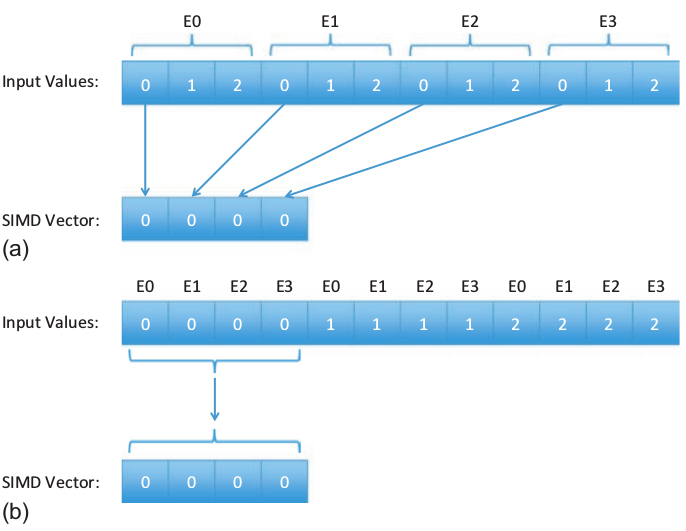 E0 E1 E2 E3
Input Values: 0 1 2 0 1 2 0 1 2 0 1 2
SIMD Vector: 0 0 0 0
(a)
E0 E1 E2 E3 E0 E1 E2 E3 E0 E1 E2 E3
Input Values: 0 0 0 0 1 1 1 1 2 2 2 2
SIMD Vector: 0 0 0 0
(b)